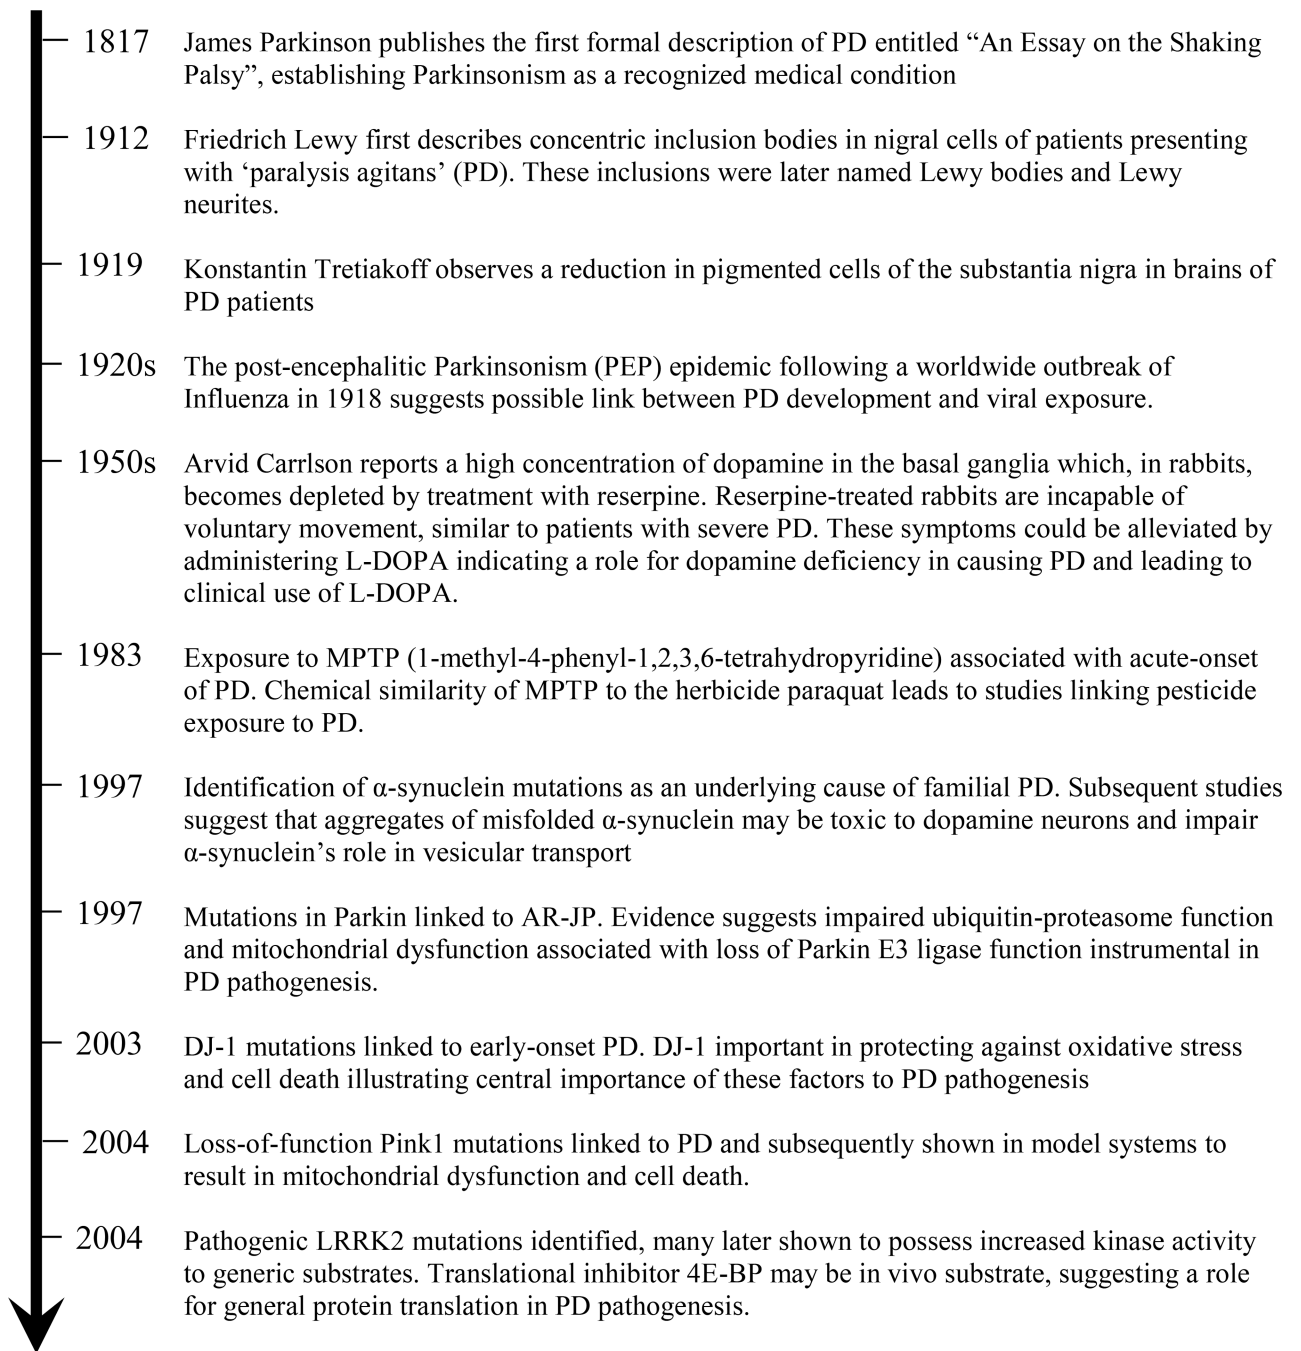 1817 James Parkinson publishes the first formal description of PD entitled “An Essay on the Shaking
Palsy”, establishing Parkinsonism as a recognized medical condition
1912 Friedrich Lewy first describes concentric inclusion bodies in nigral cells of patients presenting
with ‘paralysis agitans’ (PD). These inclusions were later named Lewy bodies and Lewy
neurites.
1919 Konstantin Tretiakoff observes a reduction in pigmented cells of the substantia nigra in brains of
PD patients
1920s The post-encephalitic Parkinsonism (PEP) epidemic following a worldwide outbreak of
Influenza in 1918 suggests possible link between PD development and viral exposure.
1950s Arvid Carrlson reports a high concentration of dopamine in the basal ganglia which, in rabbits,
becomes depleted by treatment with reserpine. Reserpine-treated rabbits are incapable of
voluntary movement, similar to patients with severe PD. These symptoms could be alleviated by
administering L-DOPA indicating a role for dopamine deficiency in causing PD and leading to
clinical use of L-DOPA.
1983 Exposure to MPTP (1-methyl-4-phenyl-1,2,3,6-tetrahydropyridine) associated with acute-onset
of PD. Chemical similarity of MPTP to the herbicide paraquat leads to studies linking pesticide
exposure to PD.
1997 Identification of α-synuclein mutations as an underlying cause of familial PD. Subsequent studies
suggest that aggregates of misfolded α-synuclein may be toxic to dopamine neurons and impair
α-synuclein’s role in vesicular transport
1997 Mutations in Parkin linked to AR-JP. Evidence suggests impaired ubiquitin-proteasome function
and mitochondrial dysfunction associated with loss of Parkin E3 ligase function instrumental in
PD pathogenesis.
2003 DJ-1 mutations linked to early-onset PD. DJ-1 important in protecting against oxidative stress
and cell death illustrating central importance of these factors to PD pathogenesis
2004 Loss-of-function Pink1 mutations linked to PD and subsequently shown in model systems to
result in mitochondrial dysfunction and cell death.
2004 Pathogenic LRRK2 mutations identified, many later shown to possess increased kinase activity
to generic substrates. Translational inhibitor 4E-BP may be in vivo substrate, suggesting a role
for general protein translation in PD pathogenesis.